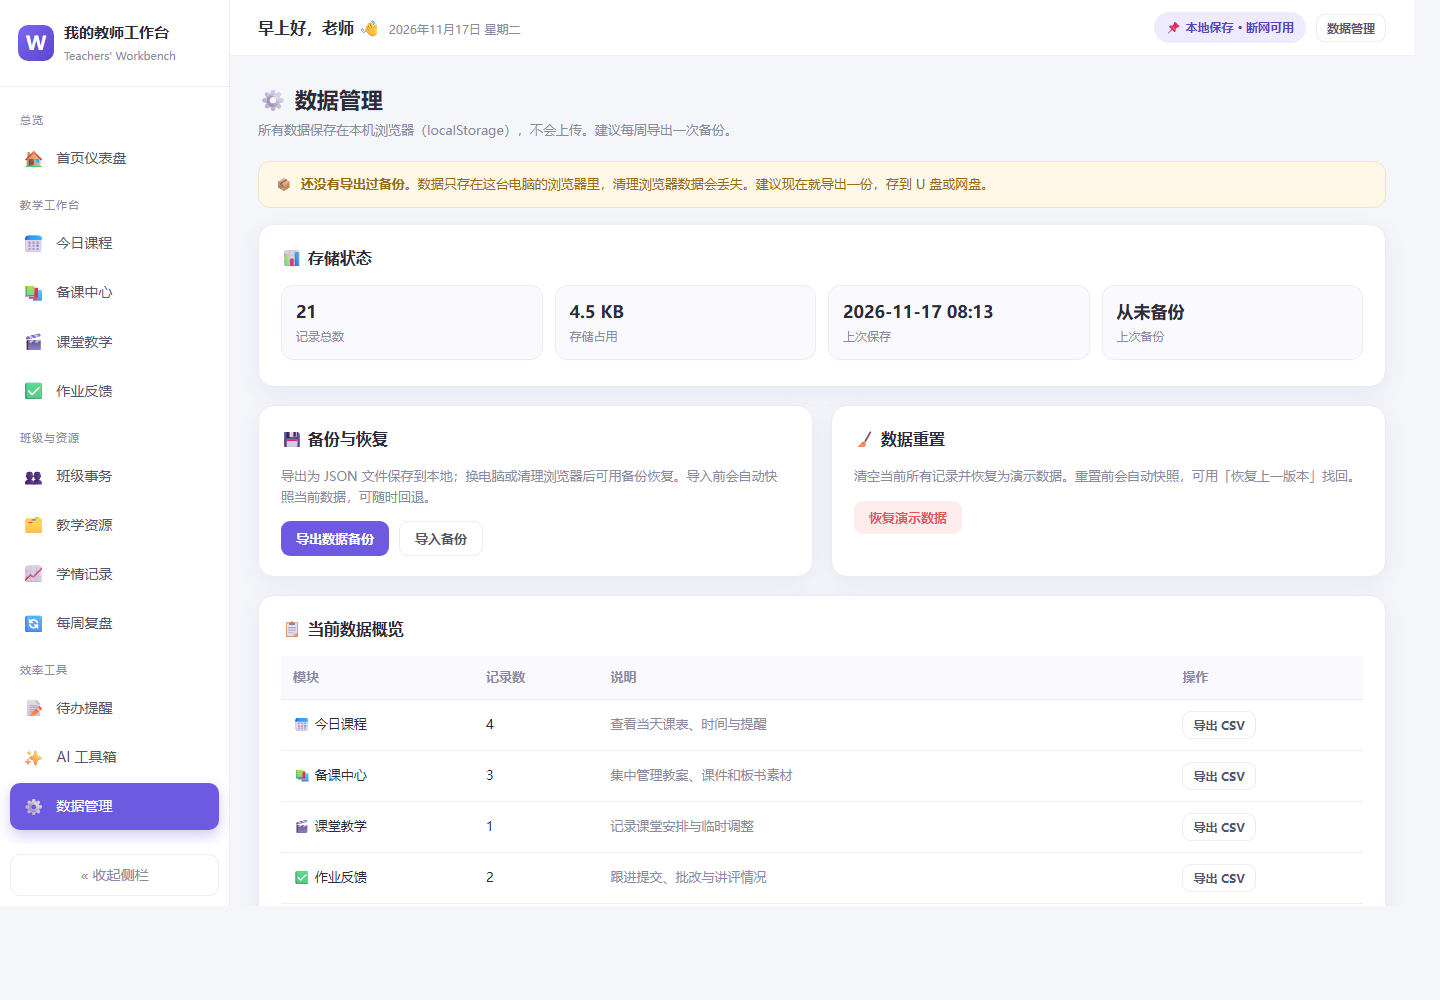 W
我的教师工作台
Teachers' Workbench
总览
首页仪表盘
教学工作台
今日课程
备课中心
课堂教学
作业反馈
班级与资源
班级事务
教学资源
学情记录
每周复盘
效率工具
待办提醒
AI 工具箱
数据管理
« 收起侧栏
早上好，老师 2026年11月17日 星期二
本地保存 • 断网可用
数据管理
数据管理
所有数据保存在本机浏览器（localStorage），不会上传。建议每周导出一次备份。
还没有导出过备份。数据只存在这台电脑的浏览器里，清理浏览器数据会丢失。建议现在就导出一份，存到 U 盘或网盘。
存储状态
21
记录总数
4.5 KB
存储占用
2026-11-17 08:13
上次保存
从未备份
上次备份
备份与恢复
导出为 JSON 文件保存到本地；换电脑或清理浏览器后可用备份恢复。导入前会自动快
照当前数据，可随时回退。
导出数据备份
导入备份
数据重置
清空当前所有记录并恢复为演示数据。重置前会自动快照，可用「恢复上一版本」找回。
恢复演示数据
当前数据概览
模块 记录数 说明 操作
今日课程 4 查看当天课表、时间与提醒 导出 CSV
备课中心 3 集中管理教案、课件和板书素材 导出 CSV
课堂教学 1 记录课堂安排与临时调整 导出 CSV
作业反馈 2 跟进提交、批改与讲评情况 导出 CSV